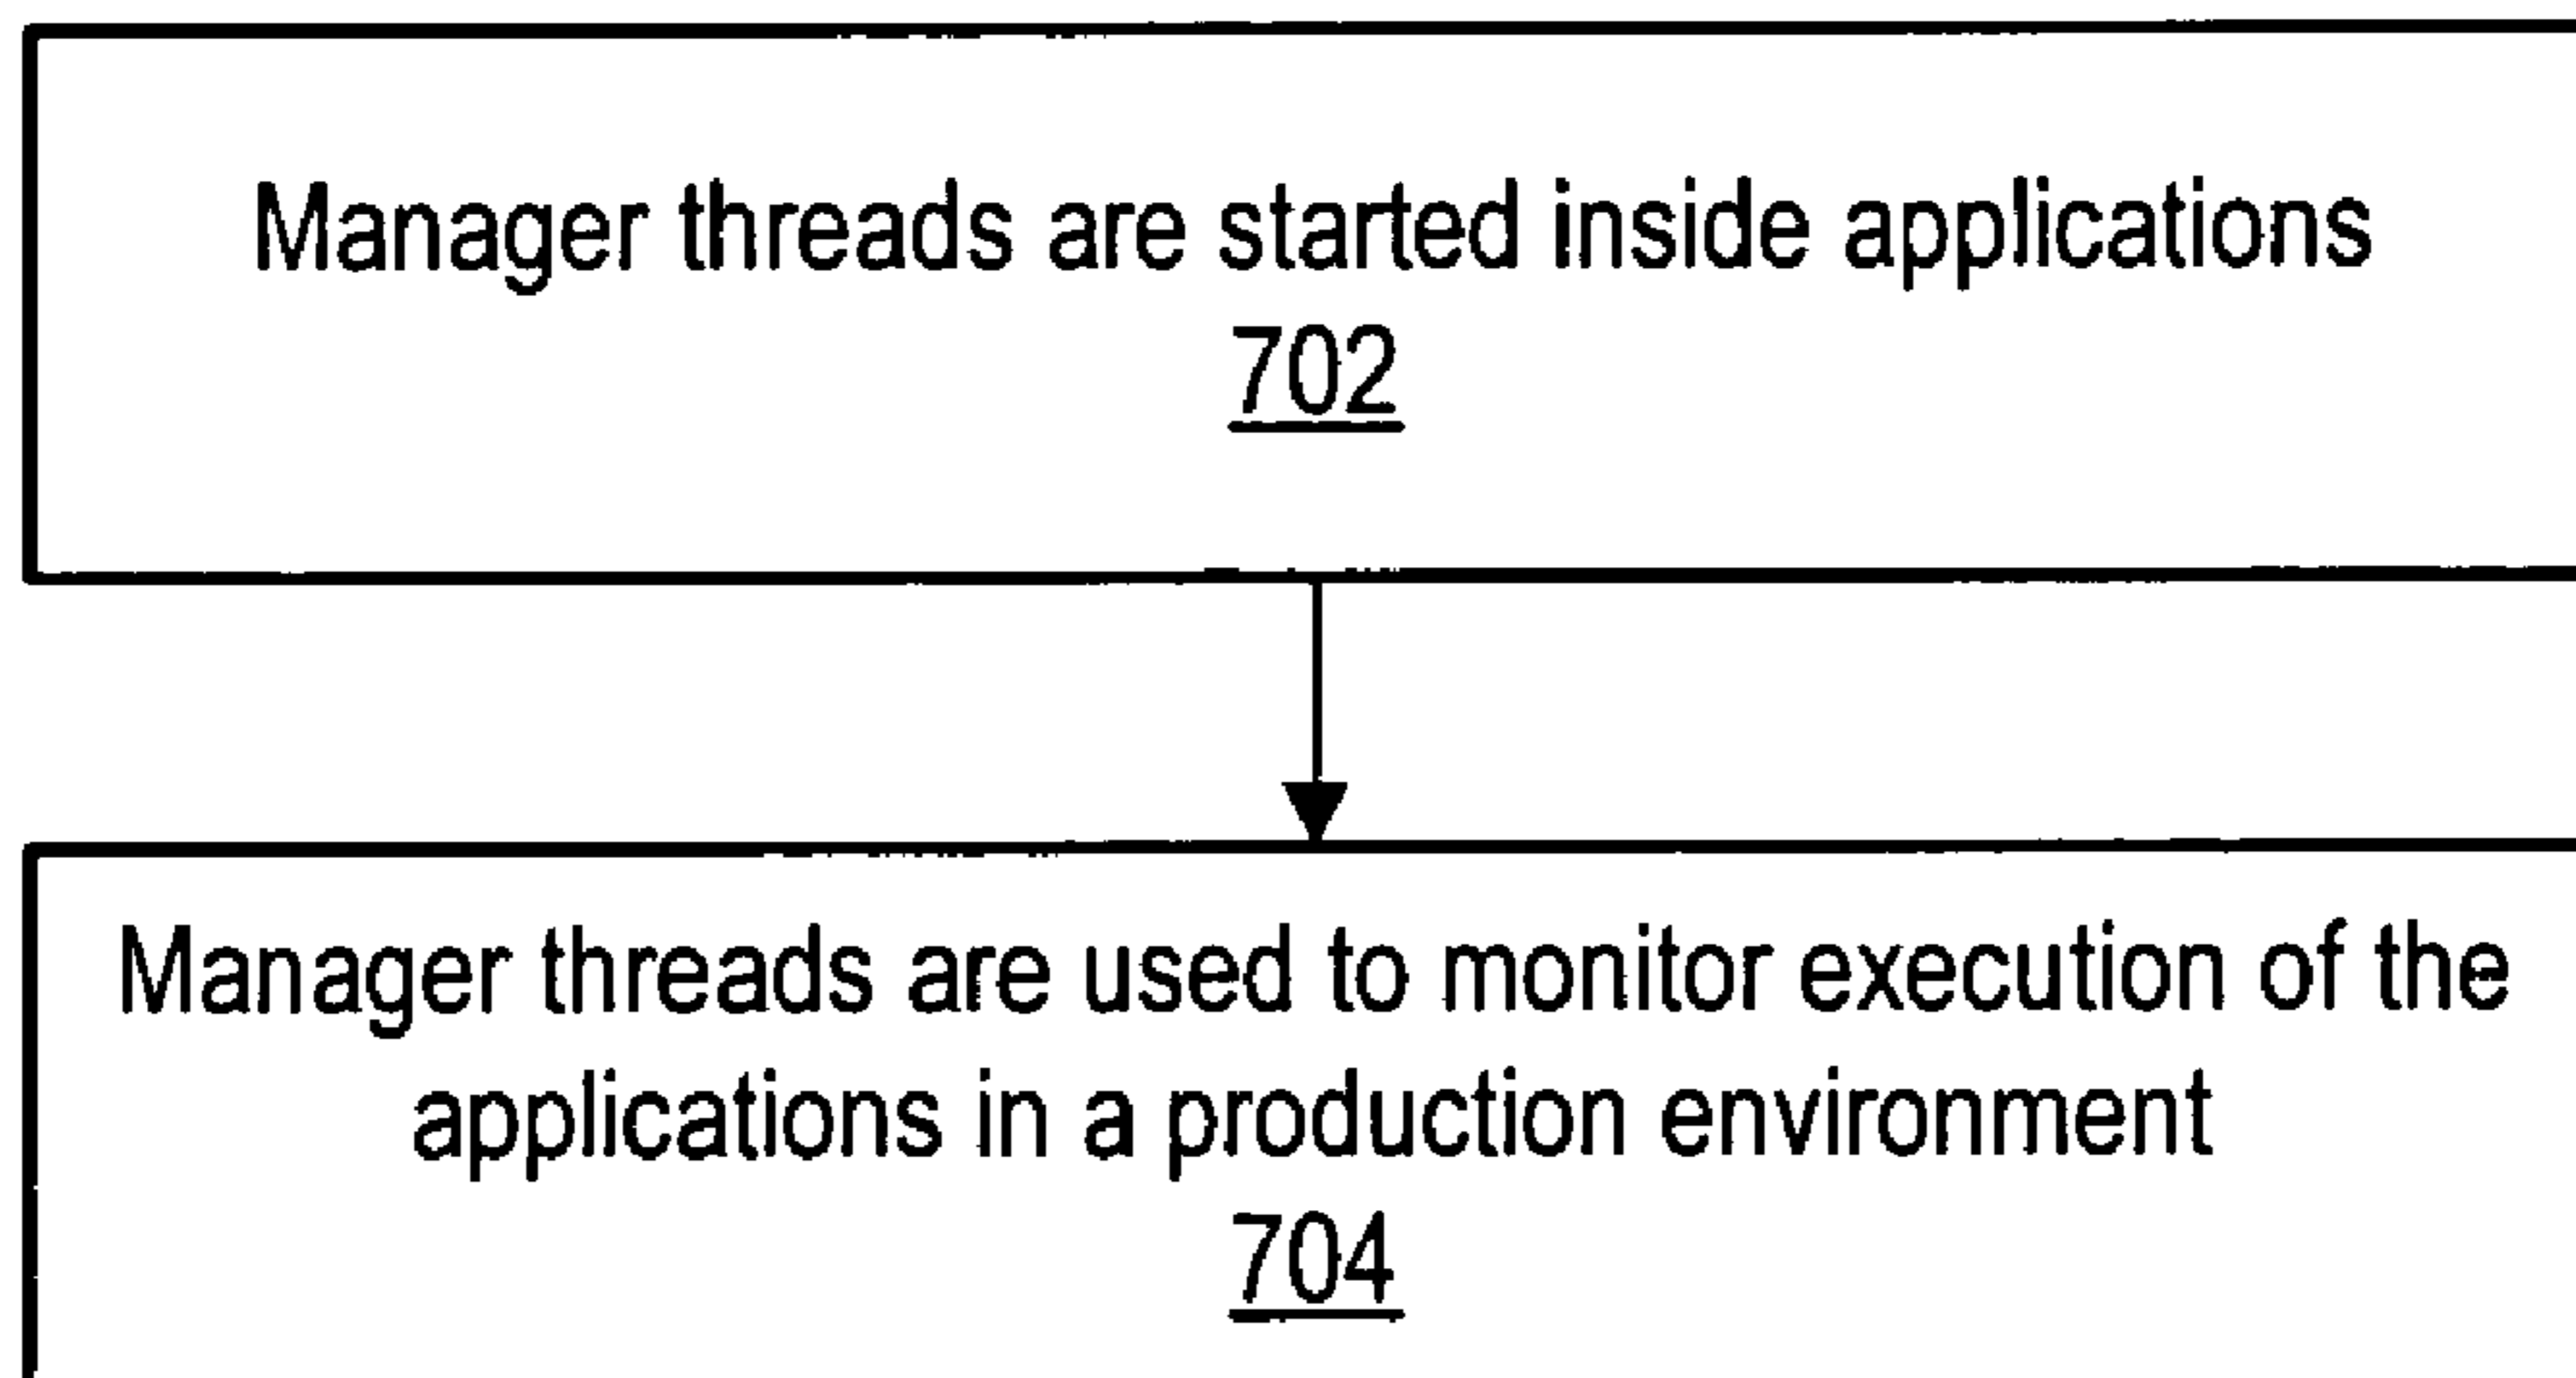 Manager threads are started inside applications
702
Manager threads are used to monitor execution of the
applications in a production environment
704